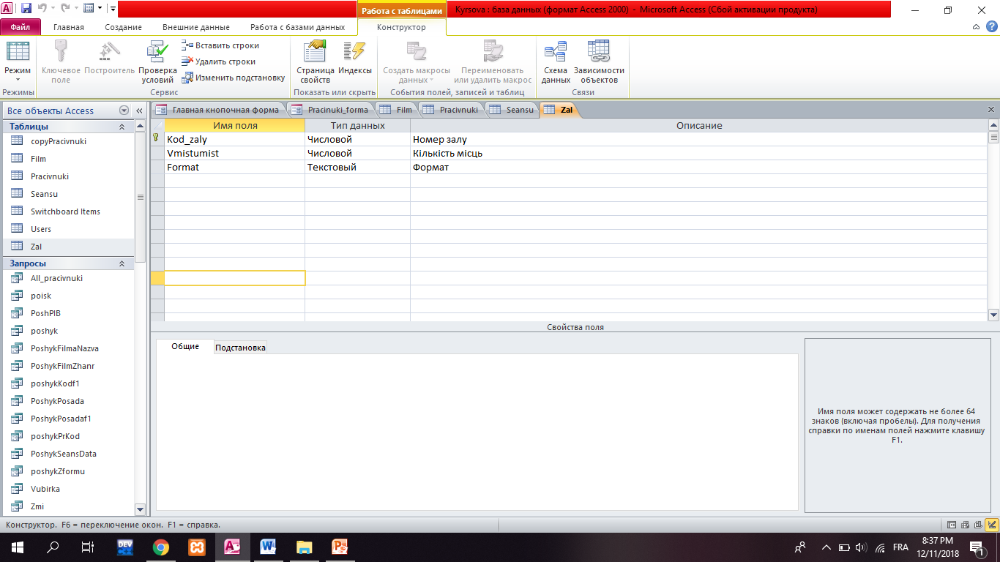 Работа с таблицами
Kyrsova : база данных (формат Access 2000) - Microsoft Access (Сбой активации продукта)
Файл Главная Создание Внешние данные Работа с базами данных Конструктор
Режим
Ключевое поле
Построитель
Проверка условий
Вставить строки
Удалить строки
Изменить подстановку
Страница свойств
Индексы
Создать макросы данных
Переименовать или удалить макрос
Схема данных
Зависимости объектов
Режимы Сервис Показать или скрыть События полей, записей и таблиц Связи
Все объекты Access
Таблицы
copyPracivnuki
Film
Pracivnuki
Seansu
Switchboard Items
Users
Zal
Запросы
All_pracivnuki
poisk
PoshPIB
poshyk
PoshykFilmaNazva
PoshykFilmZhanr
poshykKodf1
PoshykPosada
PoshykPosadaf1
poshykPrKod
PoshykSeansData
poshykZformu
Vubirka
Zmi
Главная кнопочная форма Pracinuki_forma Film Pracivnuki Seansu Zal
Имя поля Тип данных Описание
Kod_zaly Числовой Номер залу
Vmistumist Числовой Кількість місць
Format Текстовый Формат
Свойства поля
Общие Подстановка
Имя поля может содержать не более 64
знаков (включая пробелы). Для получения
справки по именам полей нажмите клавишу
F1.
Конструктор. F6 = переключение окон. F1 = справка.
DEV
FRA
8:37 PM
12/11/2018
1